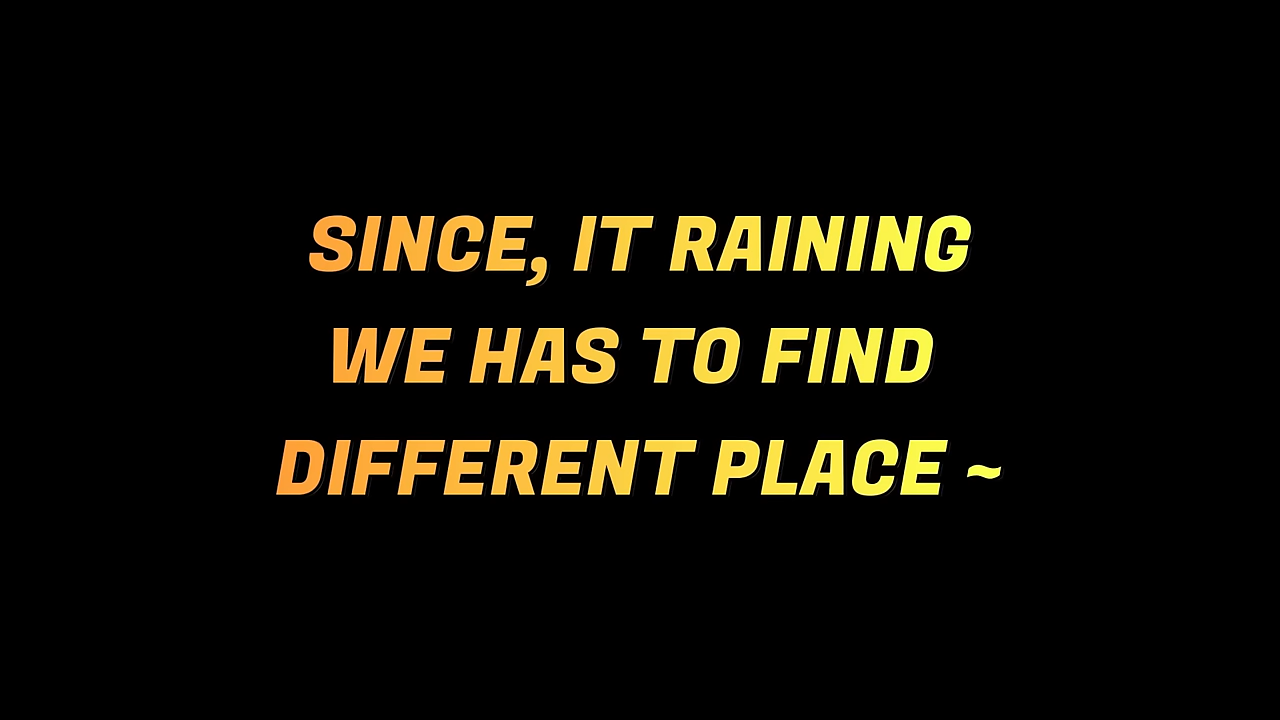 SINCE, IT RAINING
WE HAS TO FIND
DIFFERENT PLACE ~